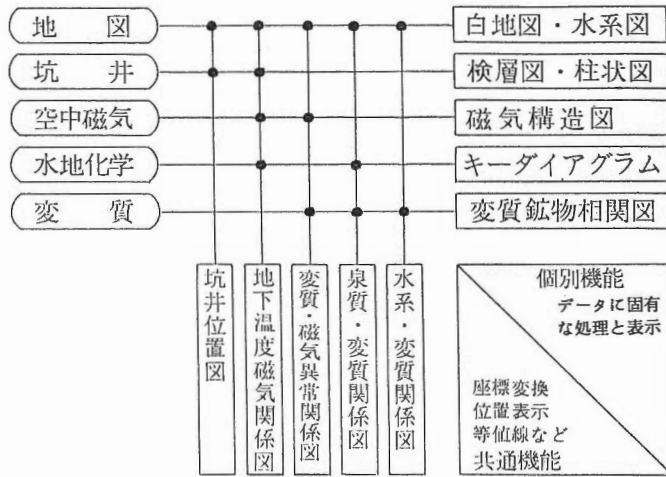 地図
白地図・水系図
坑井
検層図・柱状図
空中磁気
磁気構造図
水地化学
キーダイアグラム
変質
変質鉱物相関図
坑井位置図
地下温度磁気関係図
変質・磁気異常関係図
泉質・変質関係図
水系・変質関係図
個別機能
データに固有
な処理と表示
座標変換
位置表示
等値線など
共通機能